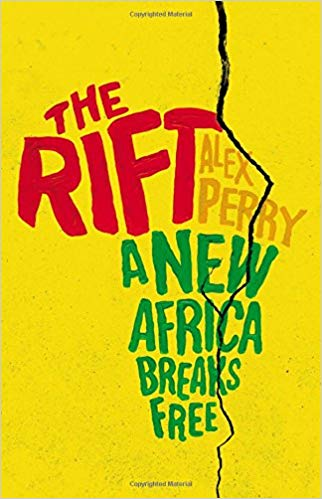 Copyrighted Material
THE
RIFT
ALEX
PERRY
A NEW
AFRICA
BREAKS
FREE
Copyrighted Material